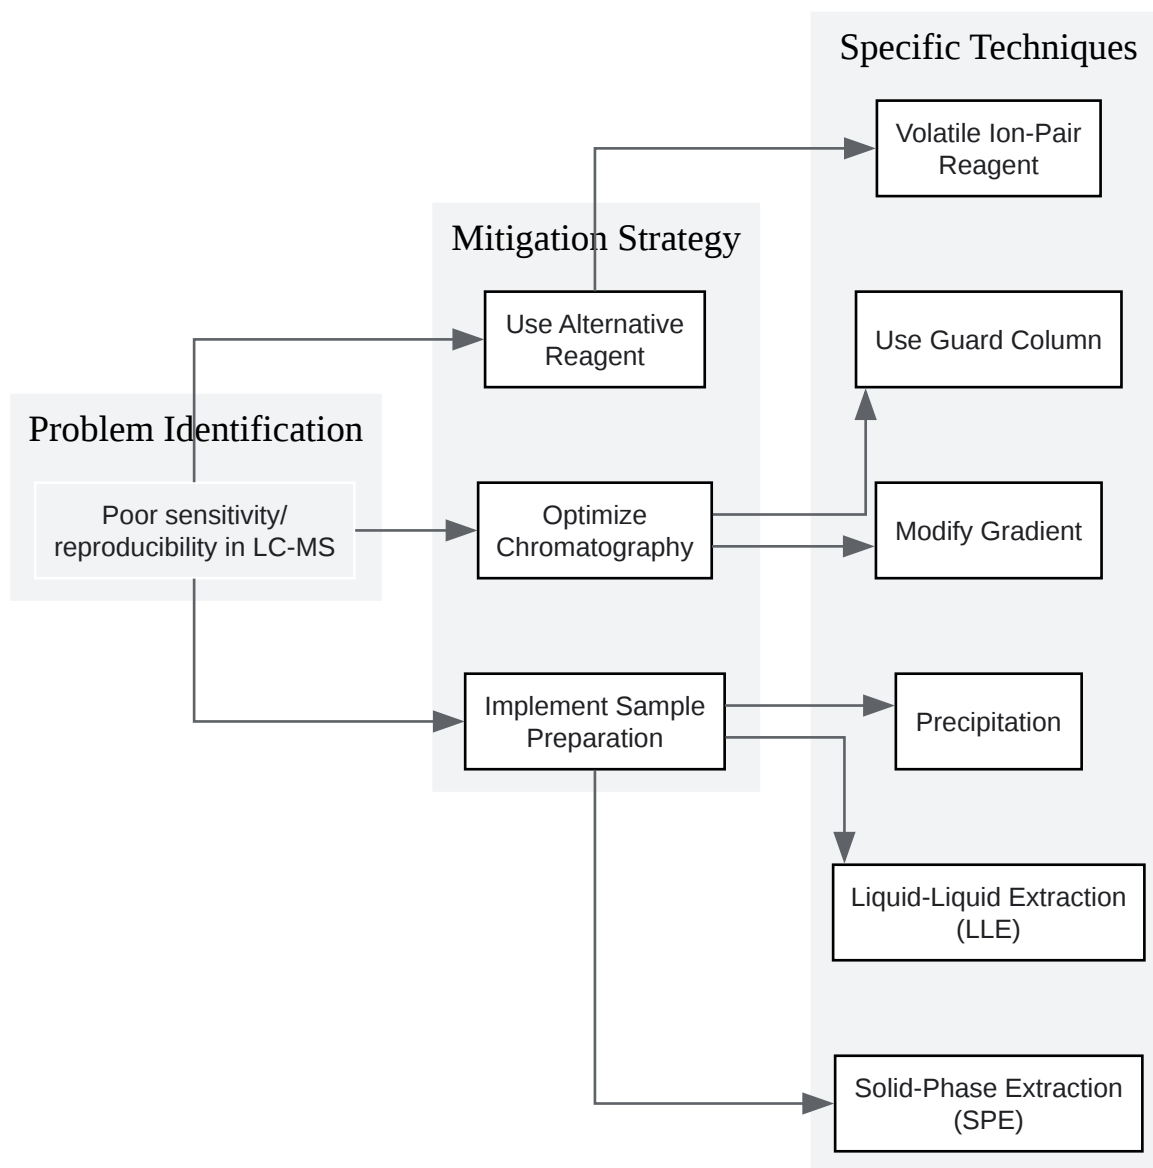 Specific Techniques
Volatile Ion-Pair
Reagent
Mitigation Strategy
Use Alternative
Reagent
Use Guard Column
Problem Identification
Poor sensitivity/
reproducibility in LC-MS
Optimize
Chromatography
Modify Gradient
Implement Sample
Preparation
Precipitation
Liquid-Liquid Extraction
(LLE)
Solid-Phase Extraction
(SPE)